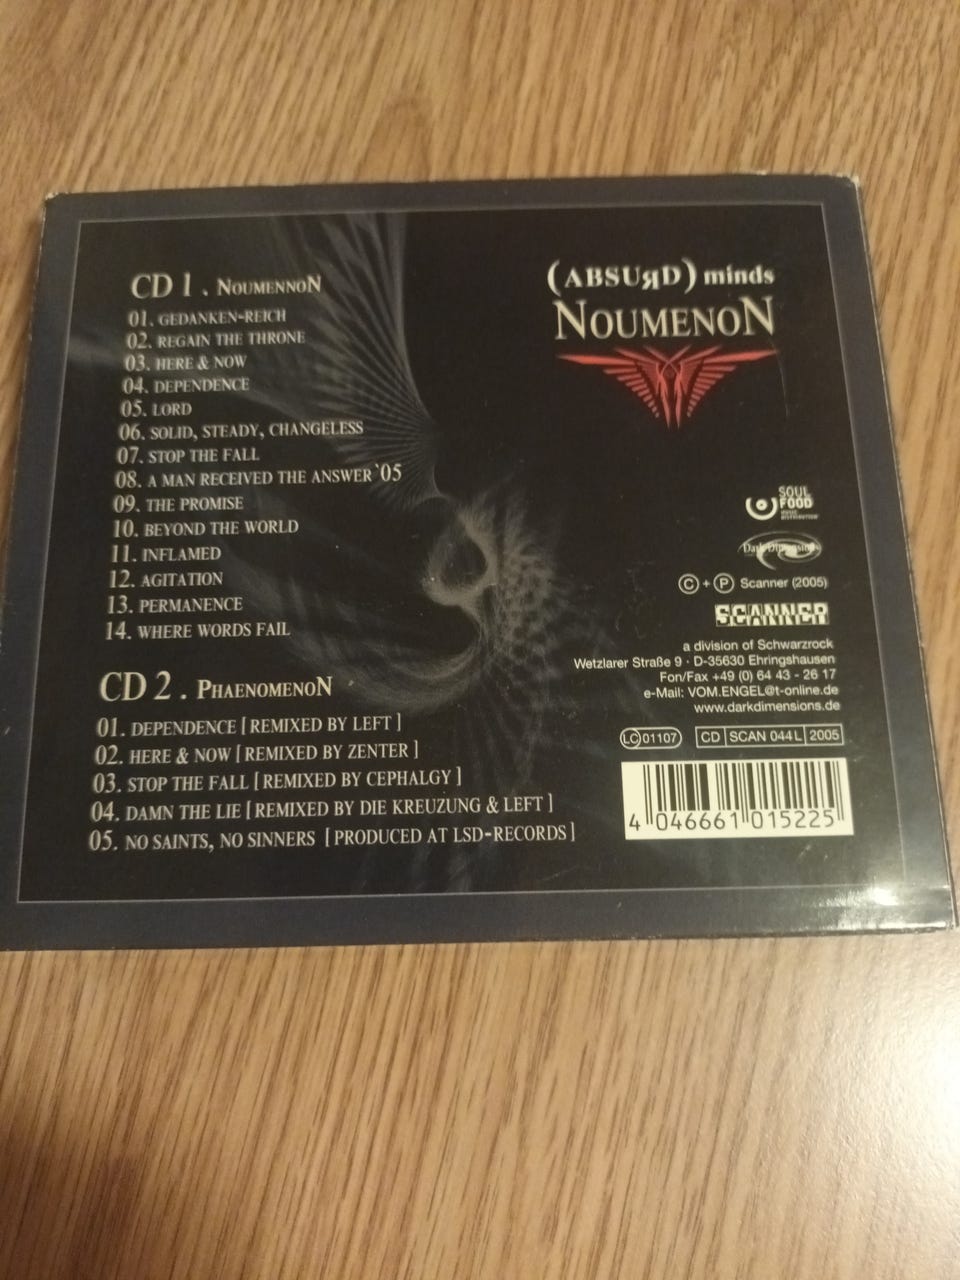 CD 1 . NOUMENNON
01. GEDANKEN-REICH
02. REGAIN THE THRONE
03. HERE & NOW
04. DEPENDENCE
05. LORD
06. SOLID, STEADY, CHANGELESS
07. STOP THE FALL
08. A MAN RECEIVED THE ANSWER `05
09. THE PROMISE
10. BEYOND THE WORLD
11. INFLAMED
12. AGITATION
13. PERMANENCE
14. WHERE WORDS FAIL
CD 2 . PHAENOMENON
01. DEPENDENCE [ REMIXED BY LEFT ]
02. HERE & NOW [ REMIXED BY ZENTER ]
03. STOP THE FALL [ REMIXED BY CEPHALGY ]
04. DAMN THE LIE [ REMIXED BY DIE KREUZUNG & LEFT ]
05. NO SAINTS, NO SINNERS [ PRODUCED AT LSD-RECORDS ]
(ABSUЯD) minds
NOUMENON
SOUL
FOOD
MUSIC
DISTRIBUTION
Dark Dimensions
© + ℗ Scanner (2005)
SCANNER
a division of Schwarzrock
Wetzlarer Straße 9 · D-35630 Ehringshausen
Fon/Fax +49 (0) 64 43 - 26 17
e-Mail: VOM.ENGEL@t-online.de
www.darkdimensions.de
LC 01107 CD SCAN 044L 2005
4 046661 015225